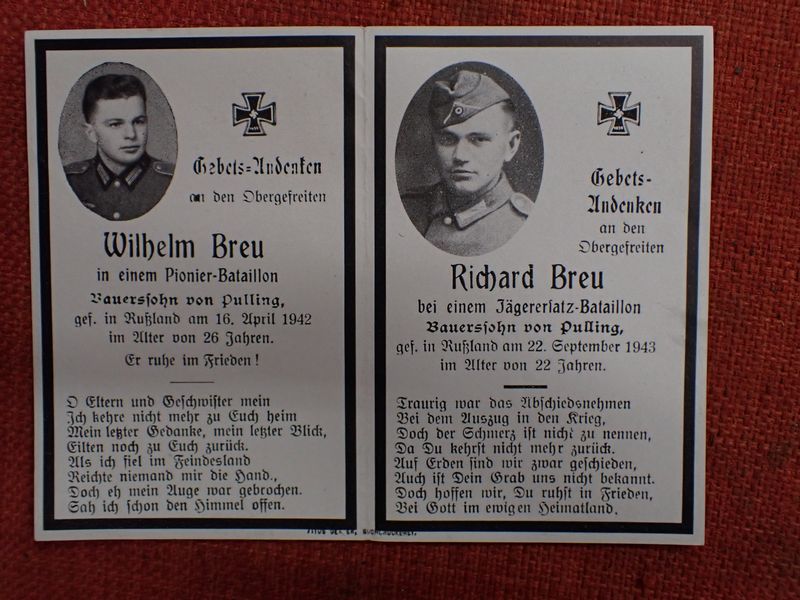 Gebets-Andenken
an den Obergefreiten
Wilhelm Breu
in einem Pionier-Bataillon
Bauerssohn von Pulling,
gef. in Rußland am 16. April 1942
im Alter von 26 Jahren.
Er ruhe im Frieden!
O Eltern und Geschwister mein
Ich kehre nicht mehr zu Euch heim
Mein letzter Gedanke, mein letzter Blick,
Eilten noch zu Euch zurück.
Als ich fiel im Feindesland
Reichte niemand mir die Hand.,
Doch eh mein Auge war gebrochen.
Sah ich schon den Himmel offen.
Gebets-
Andenken
an den
Obergefreiten
Richard Breu
bei einem Jägerersatz-Bataillon
Bauerssohn von Pulling,
gef. in Rußland am 22. September 1943
im Alter von 22 Jahren.
Traurig war das Abschiedsnehmen
Bei dem Auszug in den Krieg,
Doch der Schmerz ist nicht zu nennen,
Da Du kehrst nicht mehr zurück.
Auf Erden sind wir zwar geschieden,
Auch ist Dein Grab uns nicht bekannt.
Doch hoffen wir, Du ruhst in Frieden,
Bei Gott im ewigen Heimatland.